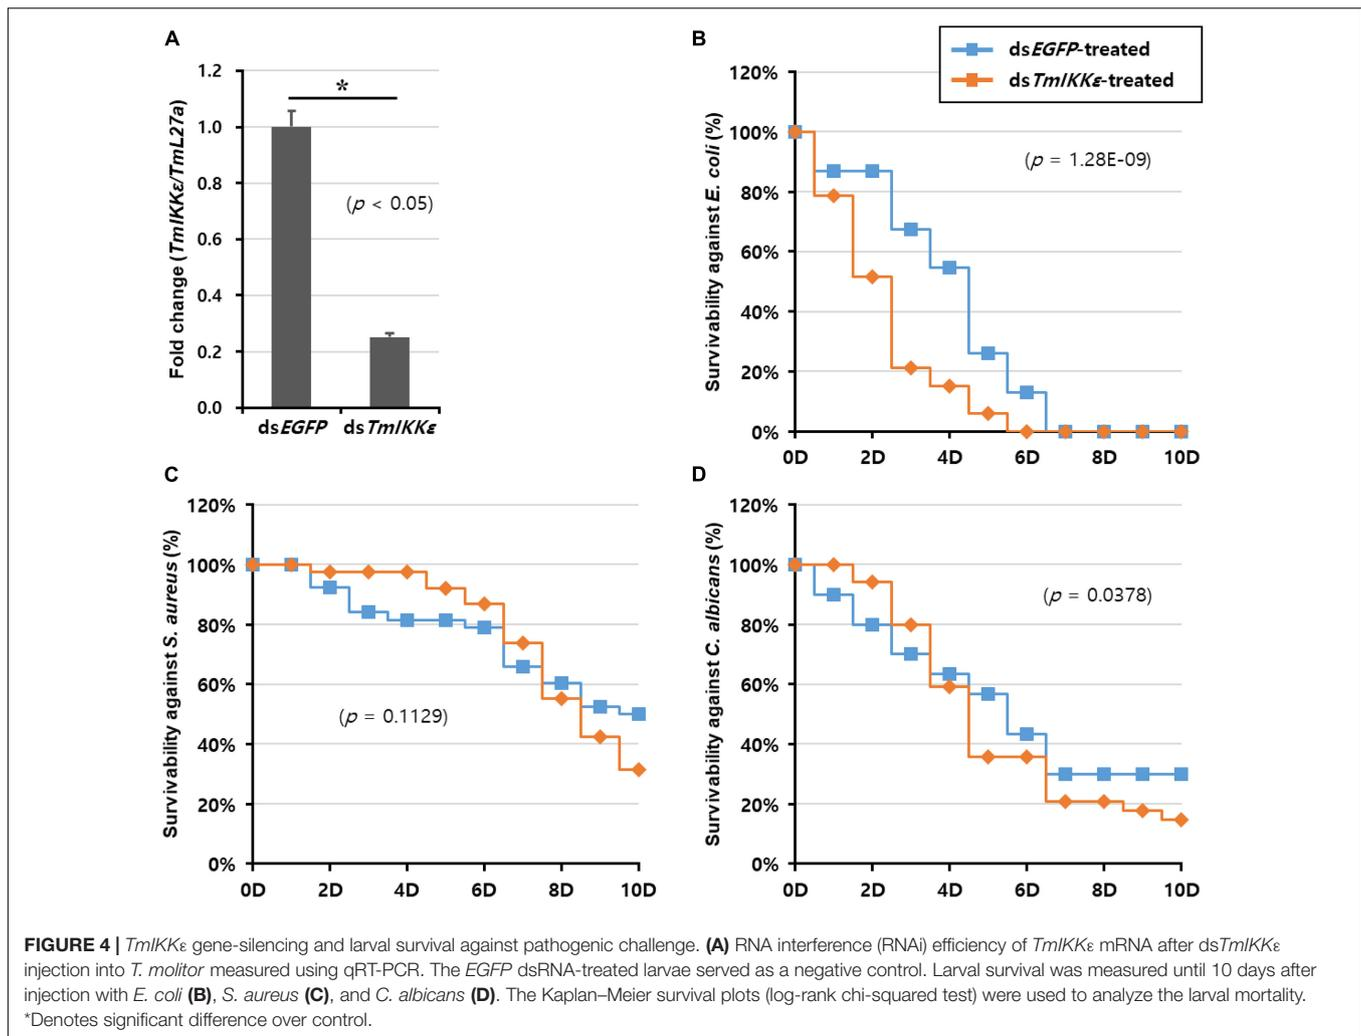 A
1.2
1.0
0.8
0.6
0.4
0.2
0.0
Fold change (TmIKKε/TmL27a)
*
(p < 0.05)
dsEGFP dsTmIKKε
B
dsEGFP-treated
dsTmIKKε-treated
120%
100%
80%
60%
40%
20%
0%
Survivability against E. coli (%)
(p = 1.28E-09)
0D 2D 4D 6D 8D 10D
C
120%
100%
80%
60%
40%
20%
0%
Survivability against S. aureus (%)
(p = 0.1129)
0D 2D 4D 6D 8D 10D
D
120%
100%
80%
60%
40%
20%
0%
Survivability against C. albicans (%)
(p = 0.0378)
0D 2D 4D 6D 8D 10D
FIGURE 4 | TmIKKε gene-silencing and larval survival against pathogenic challenge. (A) RNA interference (RNAi) efficiency of TmIKKε mRNA after dsTmIKKε
injection into T. molitor measured using qRT-PCR. The EGFP dsRNA-treated larvae served as a negative control. Larval survival was measured until 10 days after
injection with E. coli (B), S. aureus (C), and C. albicans (D). The Kaplan–Meier survival plots (log-rank chi-squared test) were used to analyze the larval mortality.
*Denotes significant difference over control.